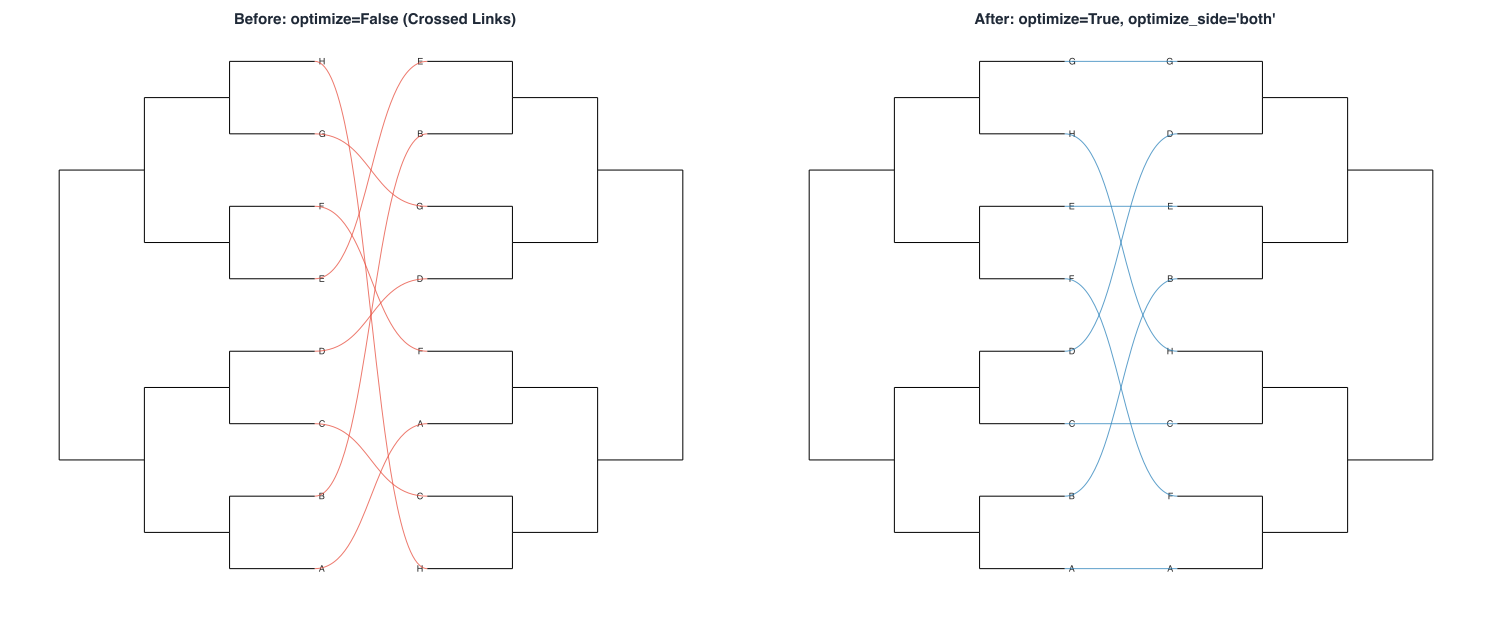 Before: optimize=False (Crossed Links)
H E
G B
F G
E D
D F
C A
B C
A H
After: optimize=True, optimize_side='both'
G G
H D
E E
F B
D H
C C
B F
A A